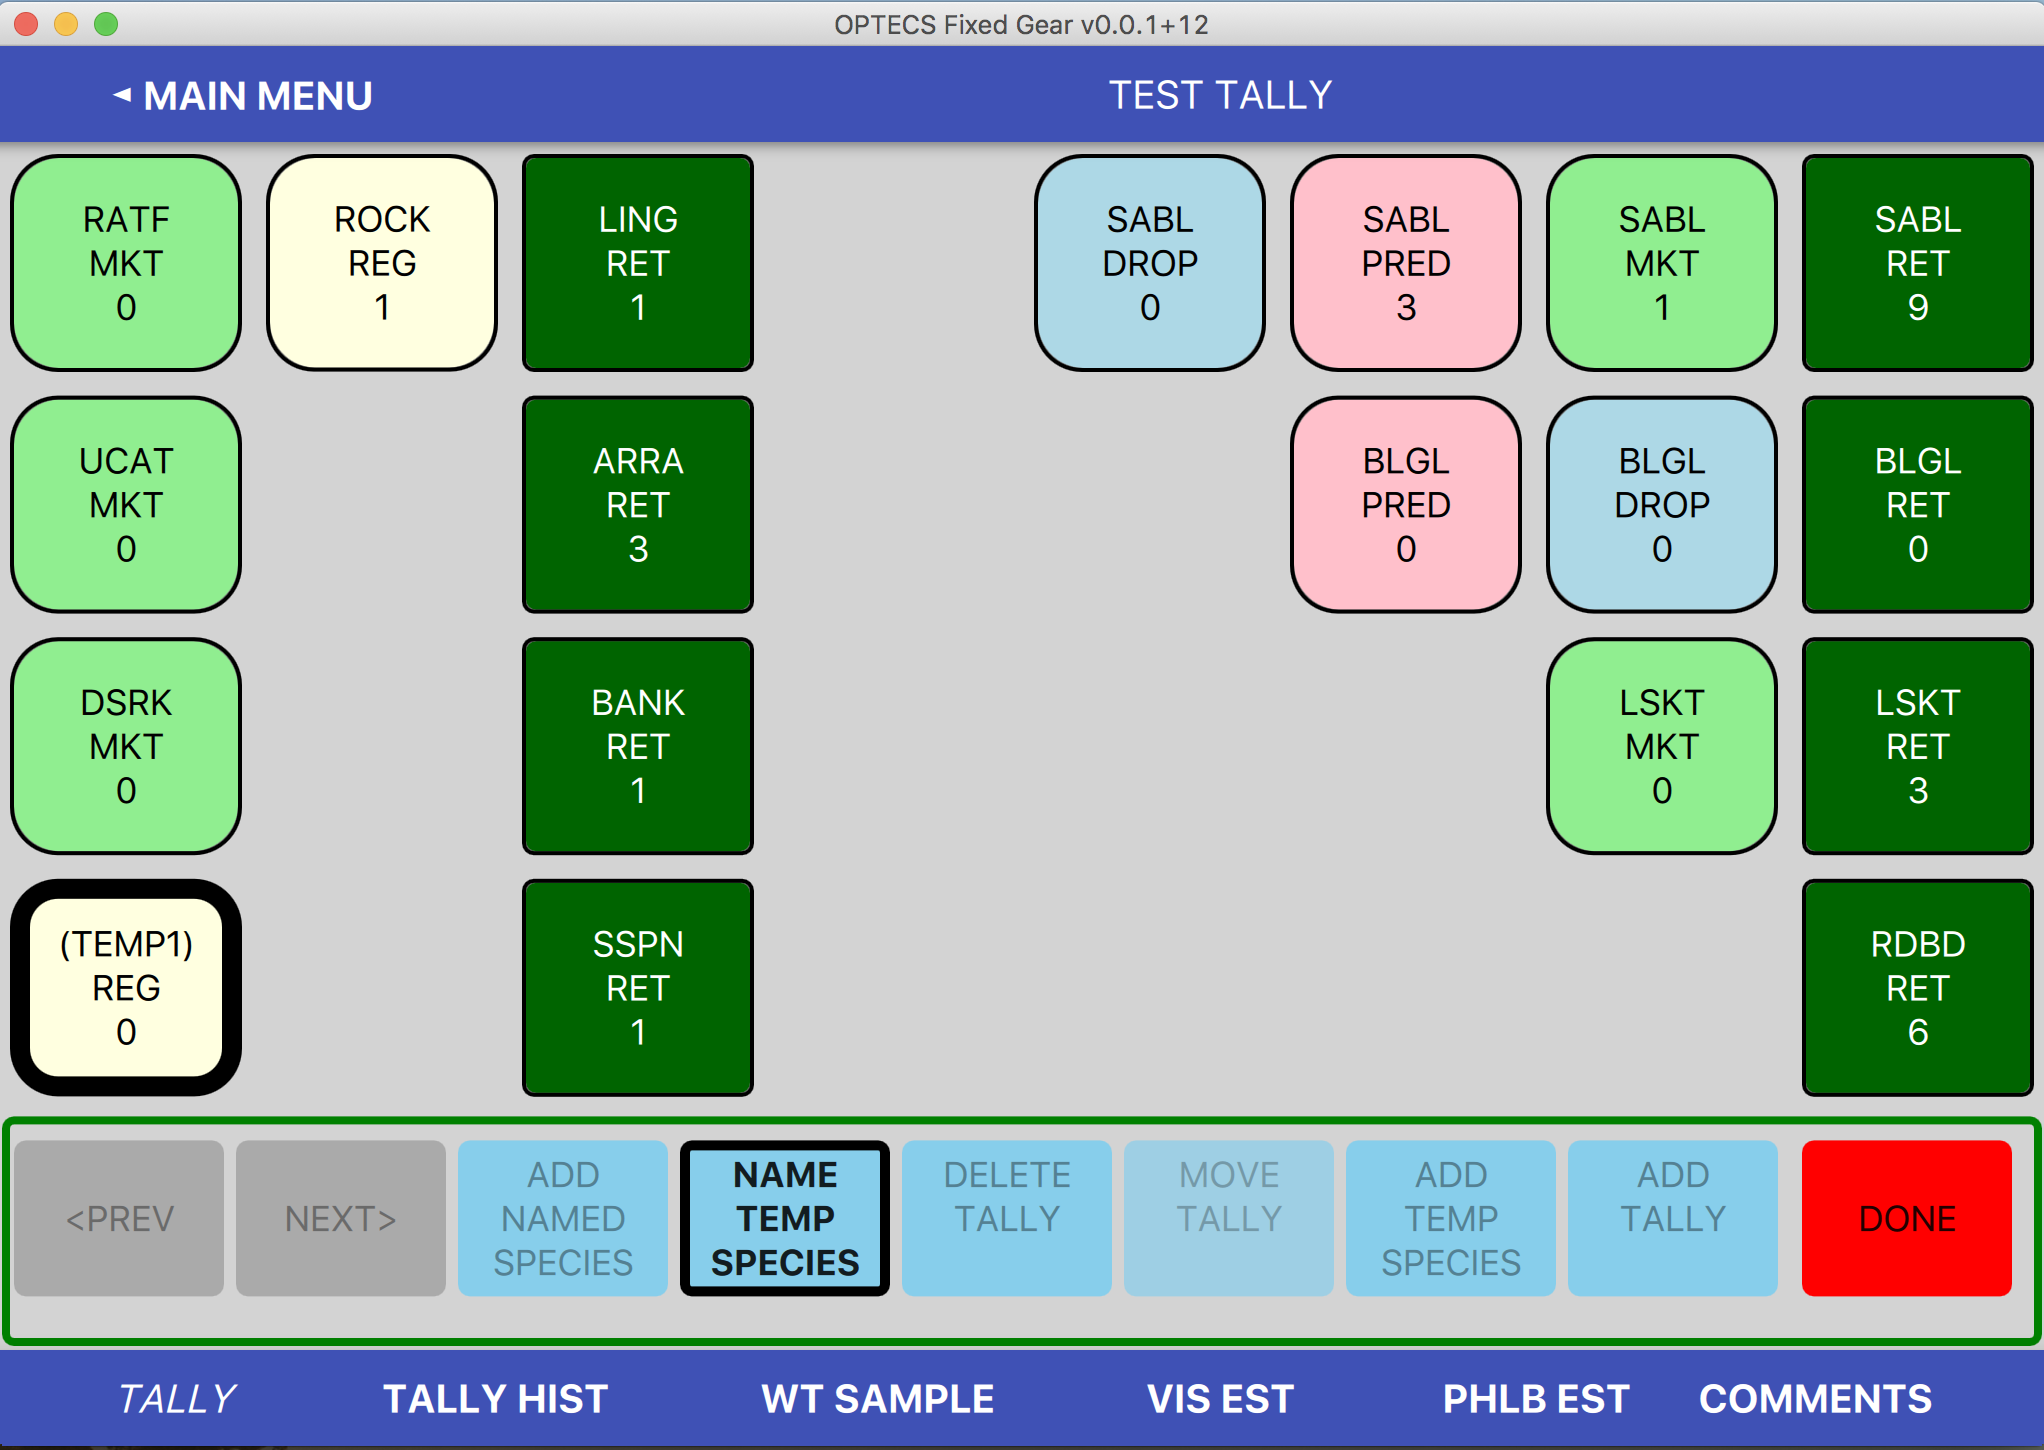 OPTECS Fixed Gear v0.0.1+12
◄ MAIN MENU
TEST TALLY
RATF
MKT
0
ROCK
REG
1
LING
RET
1
SABL
DROP
0
SABL
PRED
3
SABL
MKT
1
SABL
RET
9
UCAT
MKT
0
ARRA
RET
3
BLGL
PRED
0
BLGL
DROP
0
BLGL
RET
0
DSRK
MKT
0
BANK
RET
1
LSKT
MKT
0
LSKT
RET
3
(TEMP1)
REG
0
SSPN
RET
1
RDBD
RET
6
<PREV
NEXT>
ADD
NAMED
SPECIES
NAME
TEMP
SPECIES
DELETE
TALLY
MOVE
TALLY
ADD
TEMP
SPECIES
ADD
TALLY
DONE
TALLY
TALLY HIST
WT SAMPLE
VIS EST
PHLB EST
COMMENTS